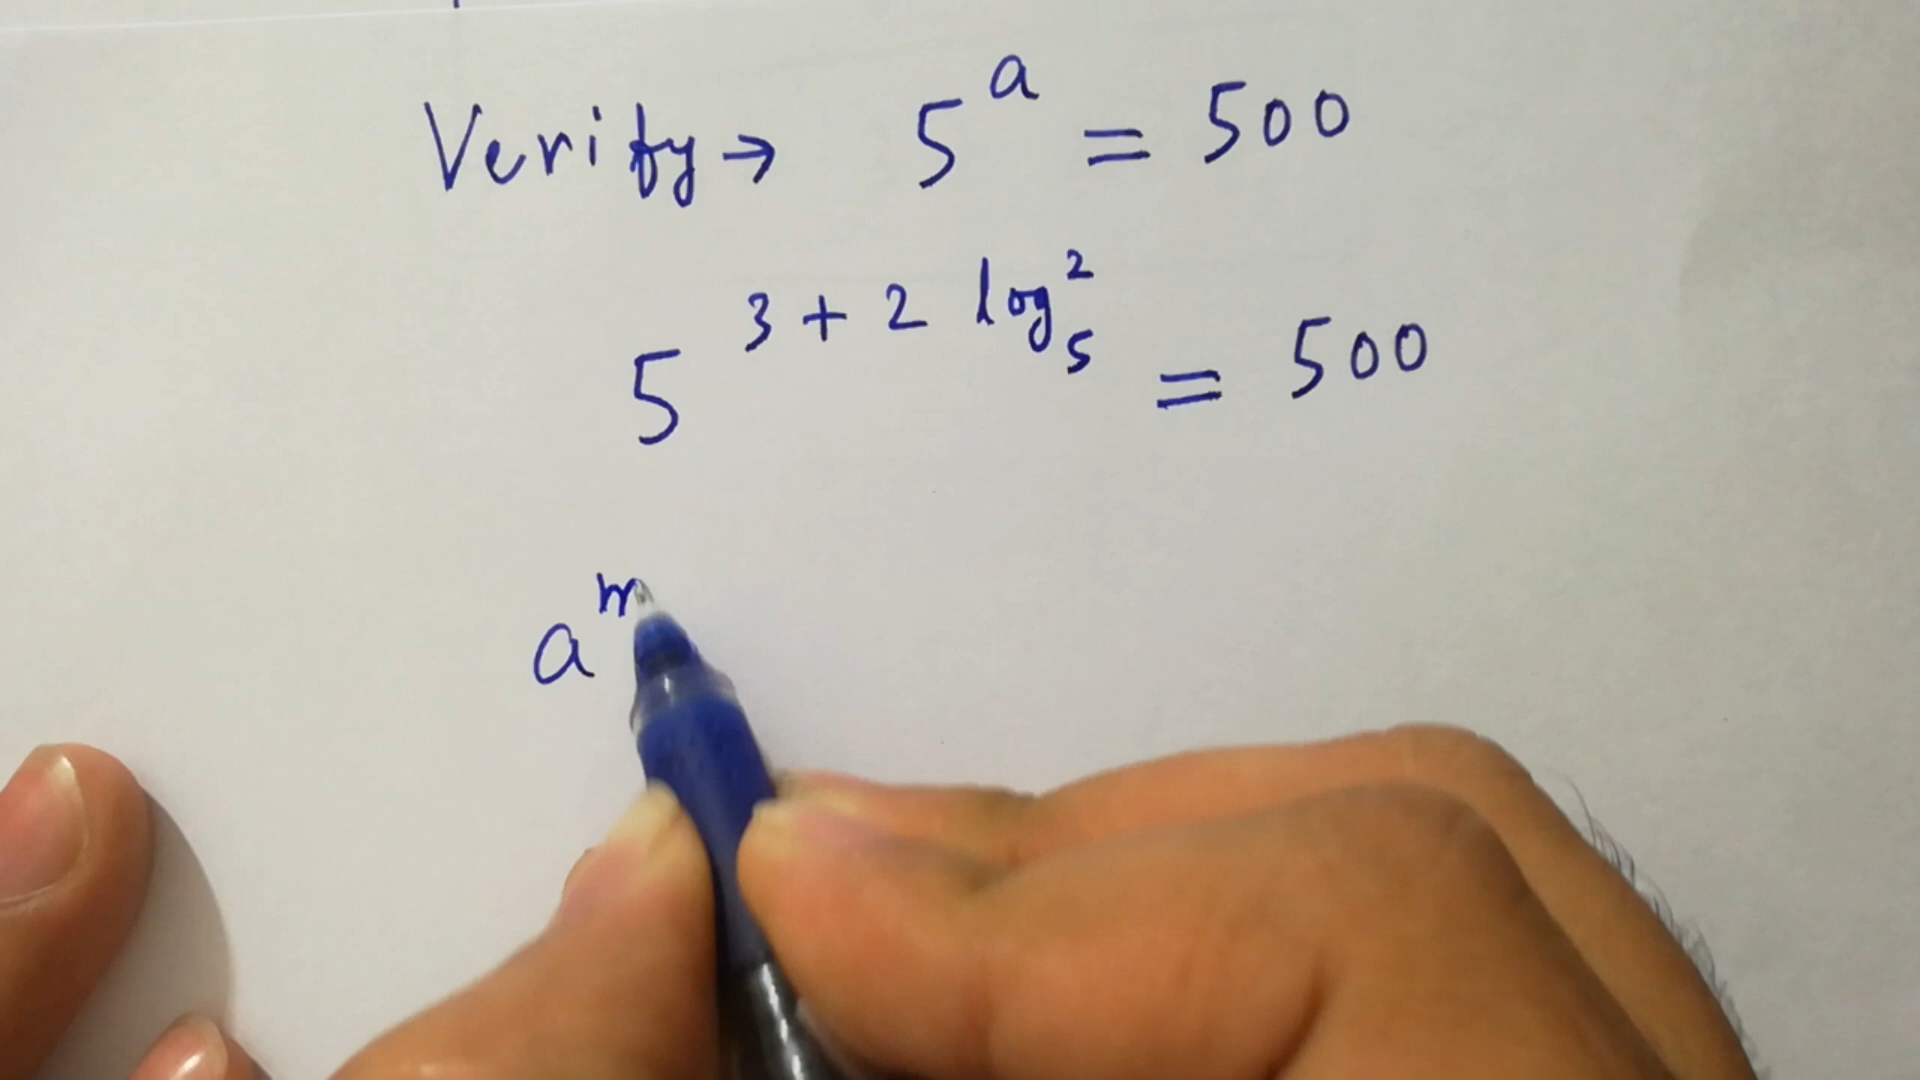 Verify → 5^a = 500
5^{3 + 2 log_5^2} = 500
a^m